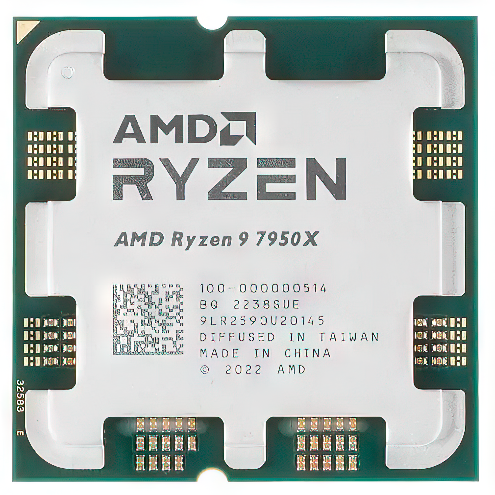 AMD
RYZEN
AMD Ryzen 9 7950X
100-000000514
BQ 2238SUE
9LR2590U20145
DIFFUSED IN TAIWAN
MADE IN CHINA
© 2022 AMD
32583 E